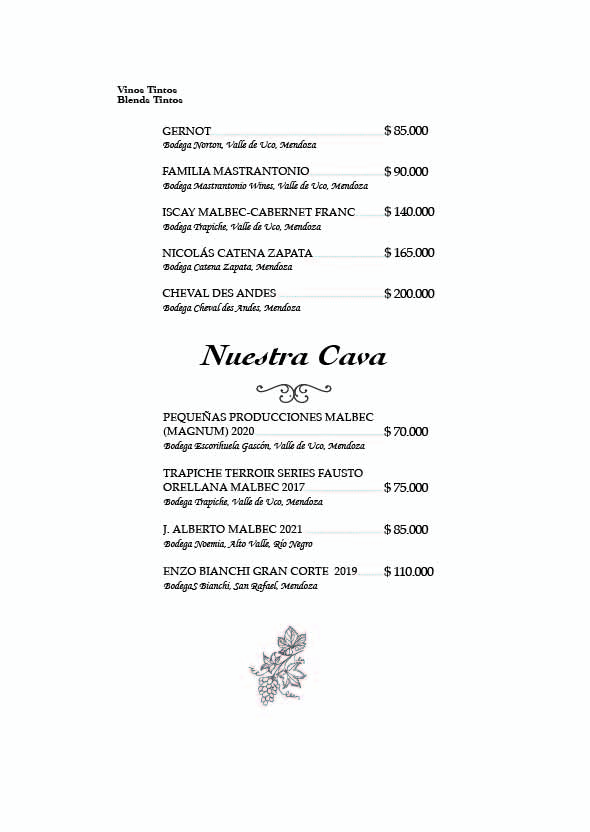 Vinos Tintos
Blends Tintos
GERNOT $ 85.000
Bodega Norton, Valle de Uco, Mendoza
FAMILIA MASTRANTONIO $ 90.000
Bodega Mastrantonio Wines, Valle de Uco, Mendoza
ISCAY MALBEC-CABERNET FRANC $ 140.000
Bodega Trapiche, Valle de Uco, Mendoza
NICOLÁS CATENA ZAPATA $ 165.000
Bodega Catena Zapata, Mendoza
CHEVAL DES ANDES $ 200.000
Bodega Cheval des Andes, Mendoza
Nuestra Cava
PEQUEÑAS PRODUCCIONES MALBEC
(MAGNUM) 2020 $ 70.000
Bodega Escorihuela Gascón, Valle de Uco, Mendoza
TRAPICHE TERROIR SERIES FAUSTO
ORELLANA MALBEC 2017 $ 75.000
Bodega Trapiche, Valle de Uco, Mendoza
J. ALBERTO MALBEC 2021 $ 85.000
Bodega Noemia, Alto Valle, Río Negro
ENZO BIANCHI GRAN CORTE 2019 $ 110.000
BodegaS Bianchi, San Rafael, Mendoza